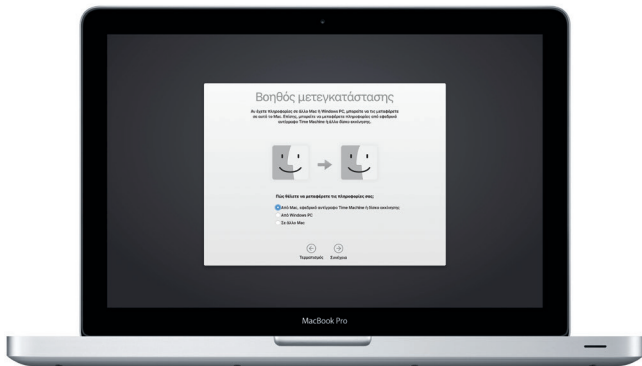 Βοηθός μετεγκατάστασης
Αν έχετε πληροφορίες σε άλλο Mac ή Windows PC, μπορείτε να τις μεταφέρετε
σε αυτό το Mac. Επίσης, μπορείτε να μεταφέρετε πληροφορίες από εφεδρικό
αντίγραφο Time Machine ή άλλο δίσκο εκκίνησης.
Πώς θέλετε να μεταφέρετε τις πληροφορίες σας;
Από Mac, εφεδρικό αντίγραφο Time Machine ή δίσκο εκκίνησης
Από Windows PC
Σε άλλο Mac
Τερματισμός Συνέχεια
MacBook Pro